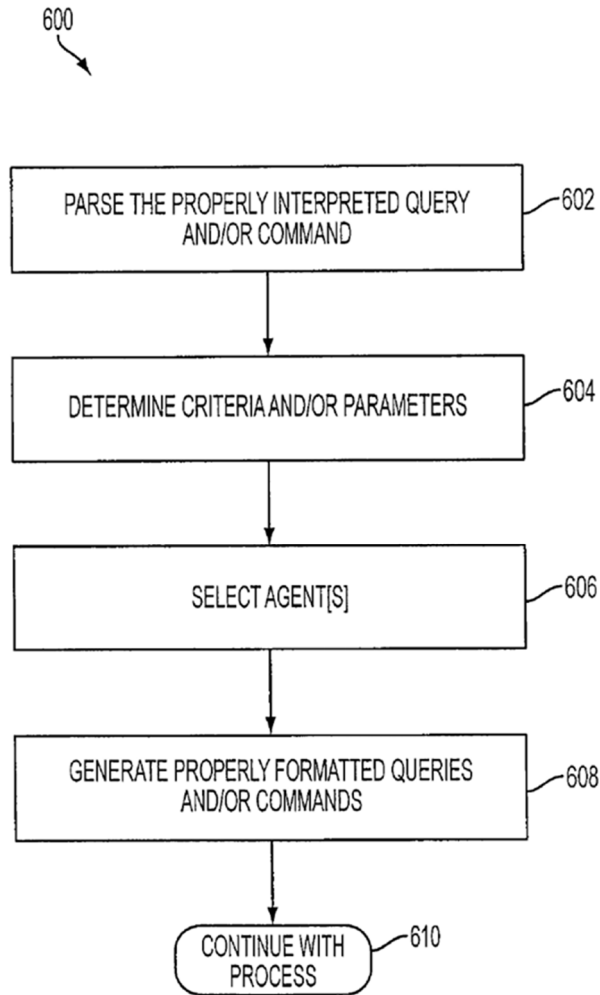 600
PARSE THE PROPERLY INTERPRETED QUERY
AND/OR COMMAND
602
DETERMINE CRITERIA AND/OR PARAMETERS
604
SELECT AGENT[S]
606
GENERATE PROPERLY FORMATTED QUERIES
AND/OR COMMANDS
608
CONTINUE WITH
PROCESS
610